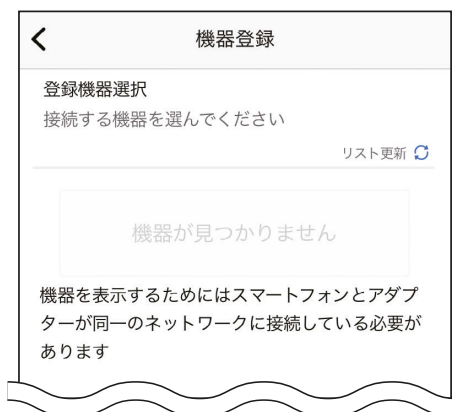 機器登録
登録機器選択
接続する機器を選んでください
リスト更新
機器が見つかりません
機器を表示するためにはスマートフォンとアダプ
ターが同一のネットワークに接続している必要が
あります